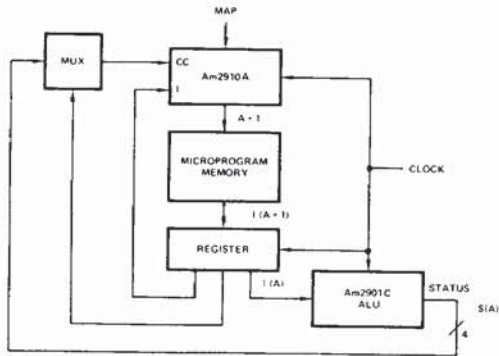 MAP
MUX
CC
Am2910A
I
A + 1
MICROPROGRAM
MEMORY
CLOCK
I (A + 1)
REGISTER
I (A)
Am2901C
ALU
STATUS
S(A)
4